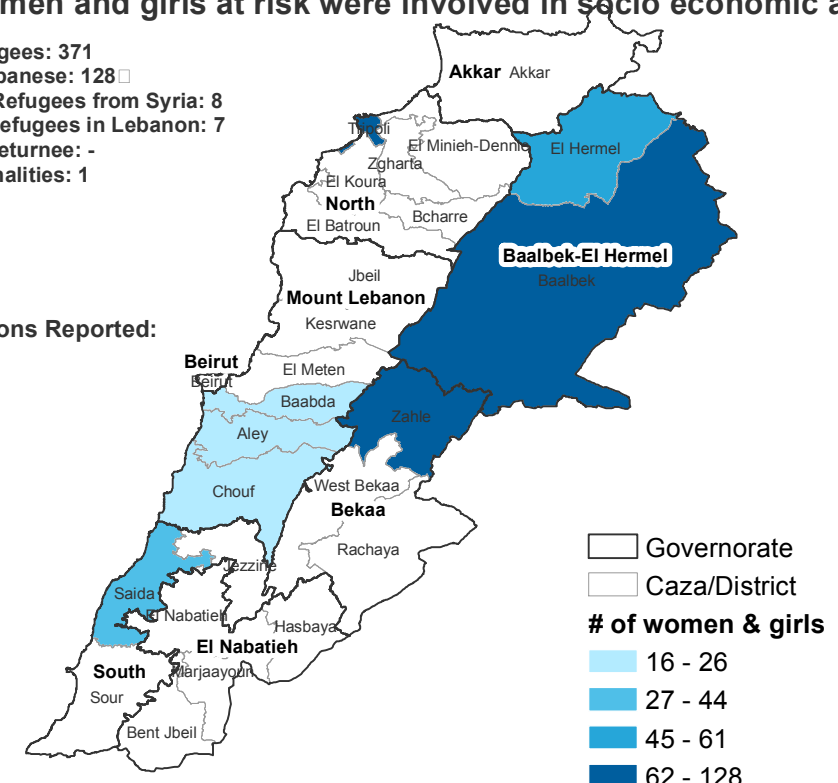 men and girls at risk were involved in socio economic a
gees: 371
banese: 128□
Refugees from Syria: 8
efugees in Lebanon: 7
eturnee: -
nalities: 1
ons Reported:
Akkar Akkar
Tripoli
El Minieh-Dennie
El Hermel
Zgharta
El Koura
North
Bcharre
El Batroun
Baalbek-El Hermel
Baalbek
Jbeil
Mount Lebanon
Kesrwane
Beirut
El Meten
Beirut
Baabda
Zahle
Aley
Chouf
West Bekaa
Bekaa
Rachaya
Jezzine
Saida
El Nabatieh
Hasbaya
El Nabatieh
South
Marjaayoun
Sour
Bent Jbeil
Governorate
Caza/District
# of women & girls
16 - 26
27 - 44
45 - 61
62 - 128